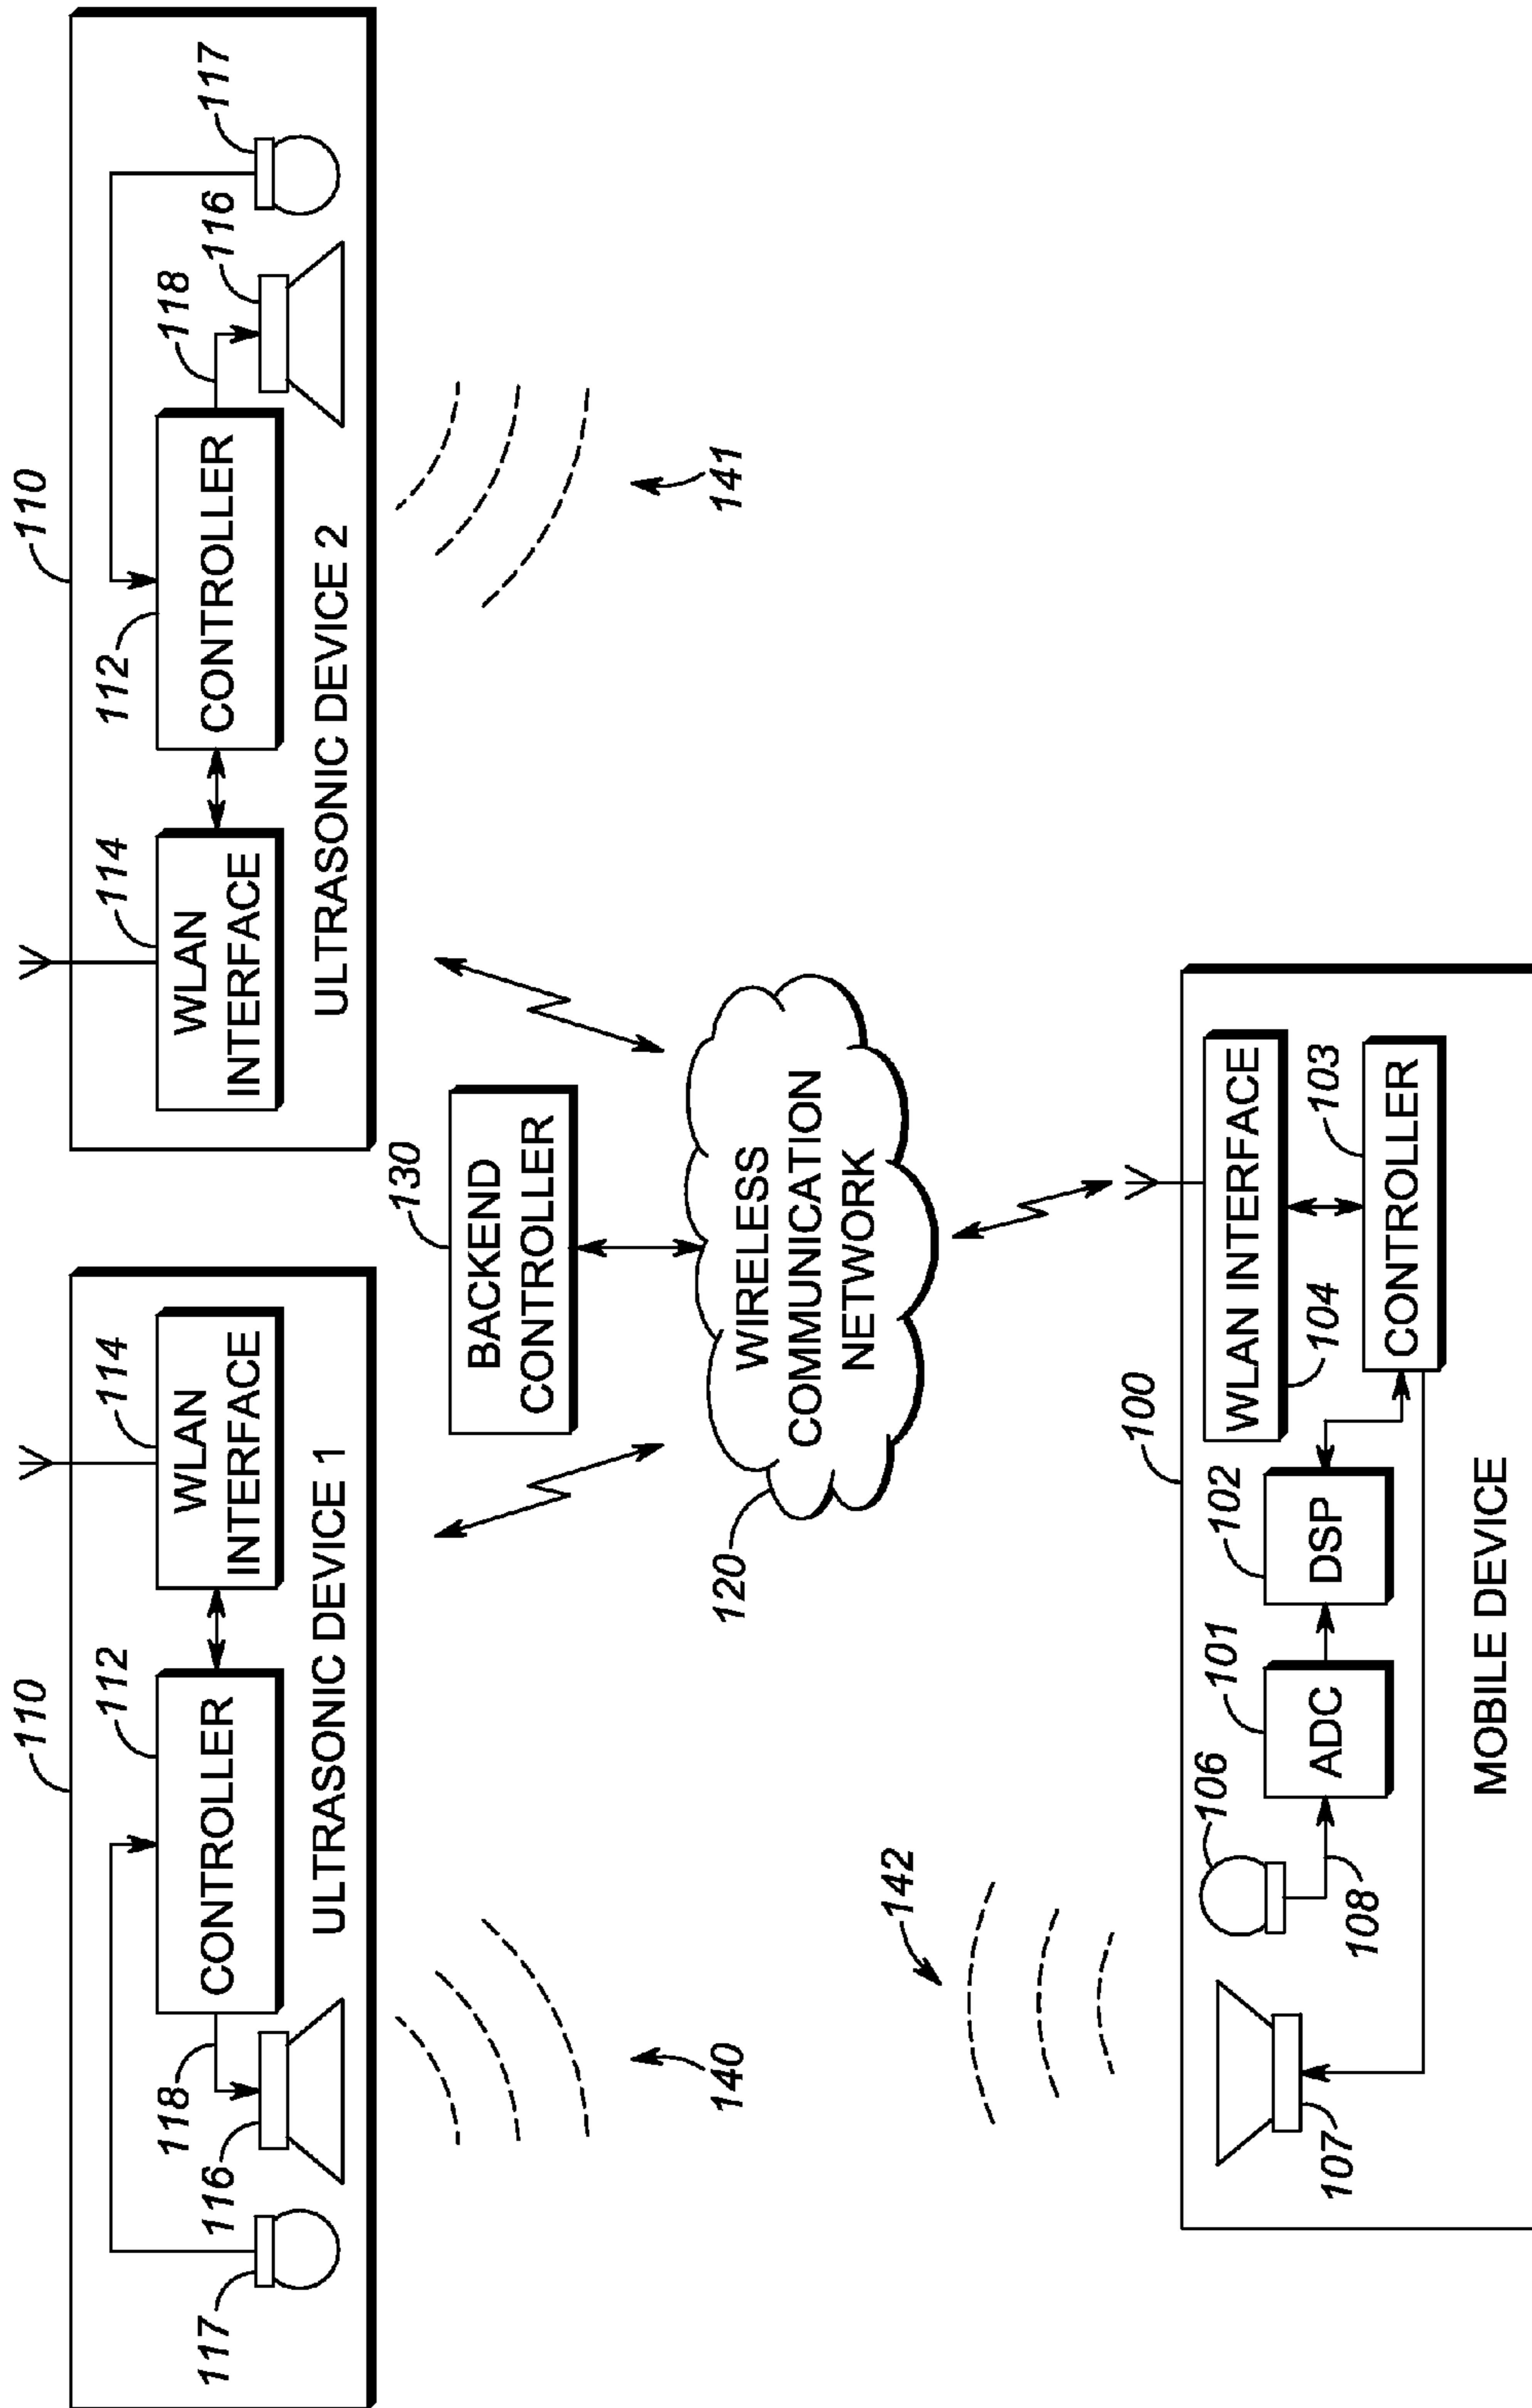 110
112
114
CONTROLLER
WLAN
INTERFACE
118
116
117
ULTRASONIC DEVICE 1
110
114
112
118
116
117
WLAN
INTERFACE
CONTROLLER
ULTRASONIC DEVICE 2
130
BACKEND
CONTROLLER
140
141
WIRELESS
COMMUNICATION
NETWORK
120
142
100
106
101
102
WLAN INTERFACE
104
103
107
108
ADC
DSP
CONTROLLER
MOBILE DEVICE